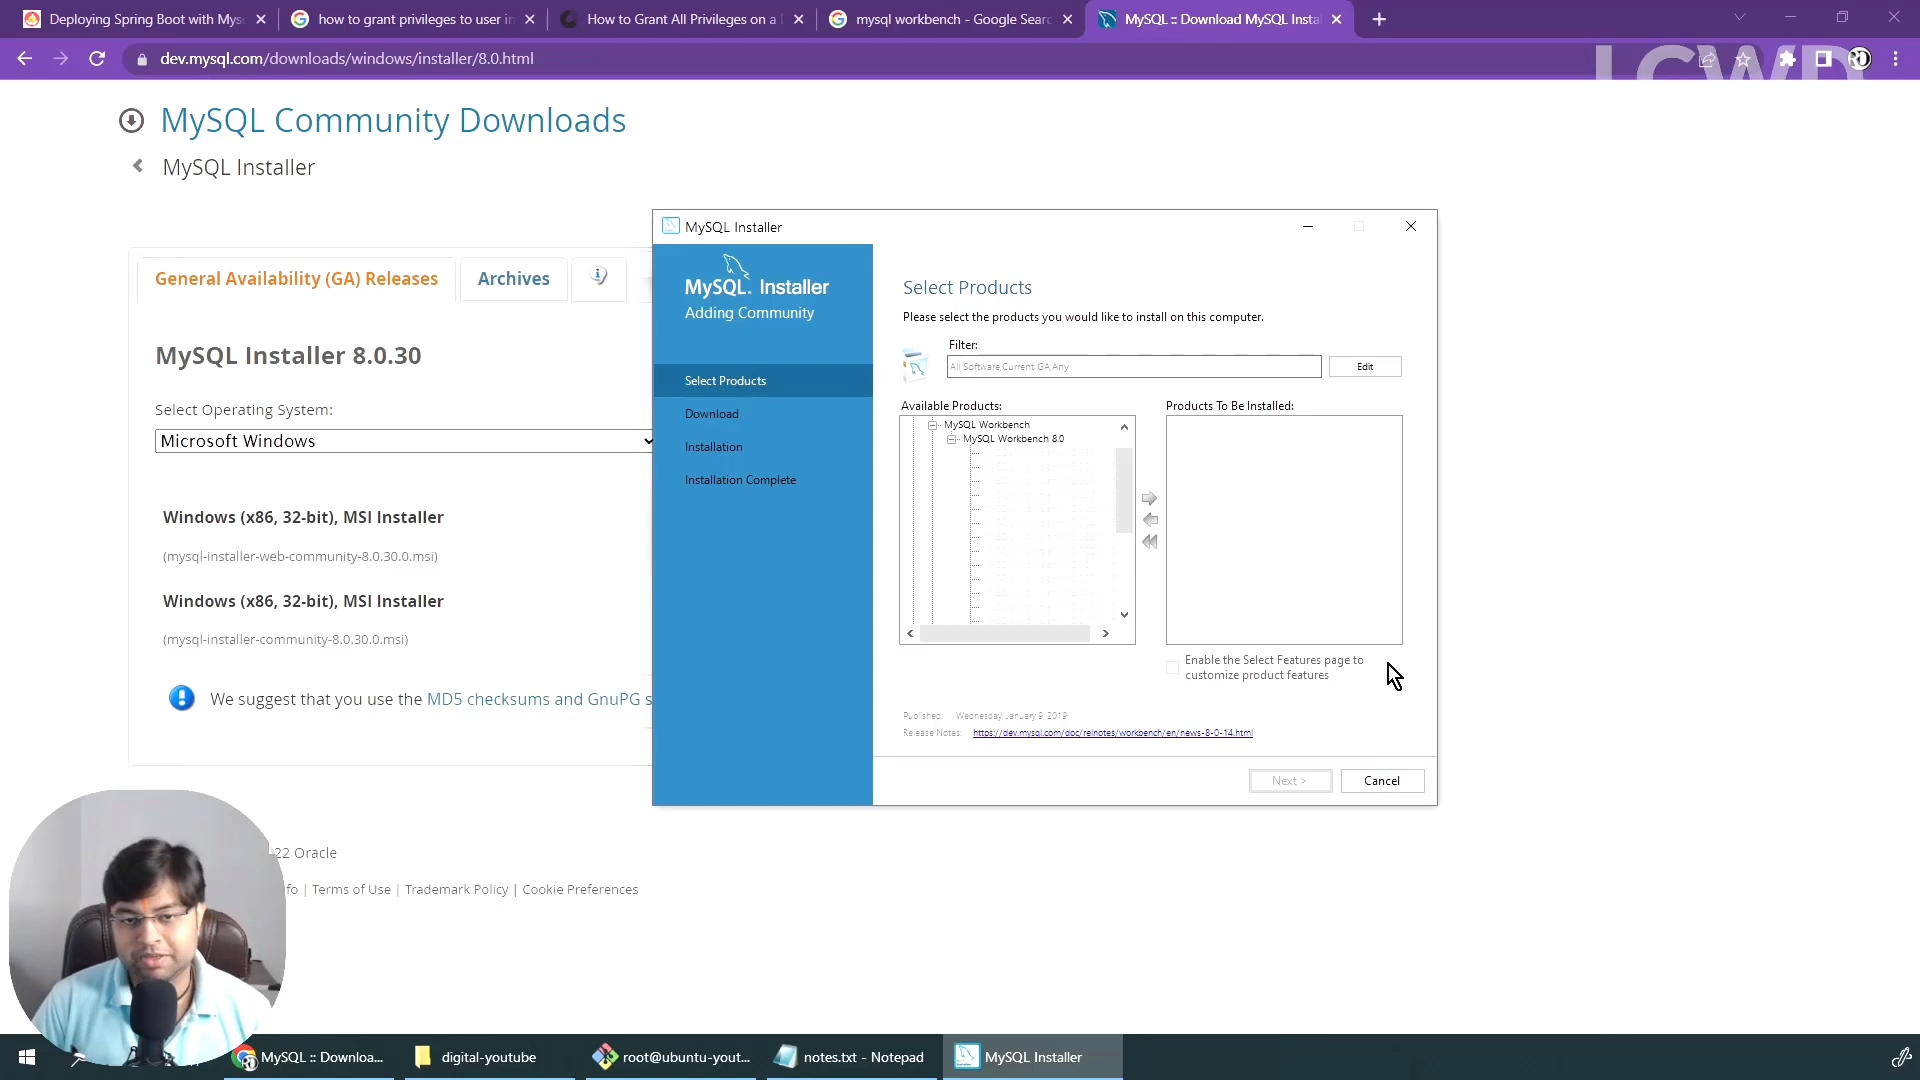 Deploying Spring Boot with Mys
how to grant privileges to user in
How to Grant All Privileges on a
mysql workbench - Google Sear
MySQL :: Download MySQL Insta
dev.mysql.com/downloads/windows/installer/8.0.html
LCWD
MySQL Community Downloads
MySQL Installer
General Availability (GA) Releases
Archives
MySQL Installer 8.0.30
Select Operating System:
Microsoft Windows
Windows (x86, 32-bit), MSI Installer
(mysql-installer-web-community-8.0.30.0.msi)
Windows (x86, 32-bit), MSI Installer
(mysql-installer-community-8.0.30.0.msi)
We suggest that you use the MD5 checksums and GnuPG s
22 Oracle
fo | Terms of Use | Trademark Policy | Cookie Preferences
MySQL Installer
MySQL Installer
Adding Community
Select Products
Download
Installation
Installation Complete
Select Products
Please select the products you would like to install on this computer.
Filter:
All Software,Current GA,Any
Edit
Available Products:
Products To Be Installed:
MySQL Workbench
MySQL Workbench 8.0
Enable the Select Features page to
customize product features
Published: Wednesday, January 9, 2019
Release Notes: https://dev.mysql.com/doc/relnotes/workbench/en/news-8-0-14.html
Next >
Cancel
MySQL :: Downloa...
digital-youtube
root@ubuntu-yout...
notes.txt - Notepad
MySQL Installer